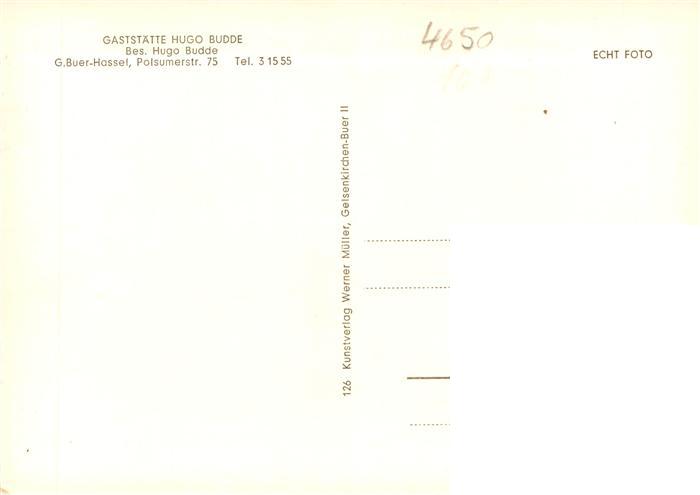 GASTSTÄTTE HUGO BUDDE
Bes. Hugo Budde
G.Buer-Hassel, Polsumerstr. 75 Tel. 3 15 55
4650
ECHT FOTO
126 Kunstverlag Werner Müller, Gelsenkirchen-Buer II